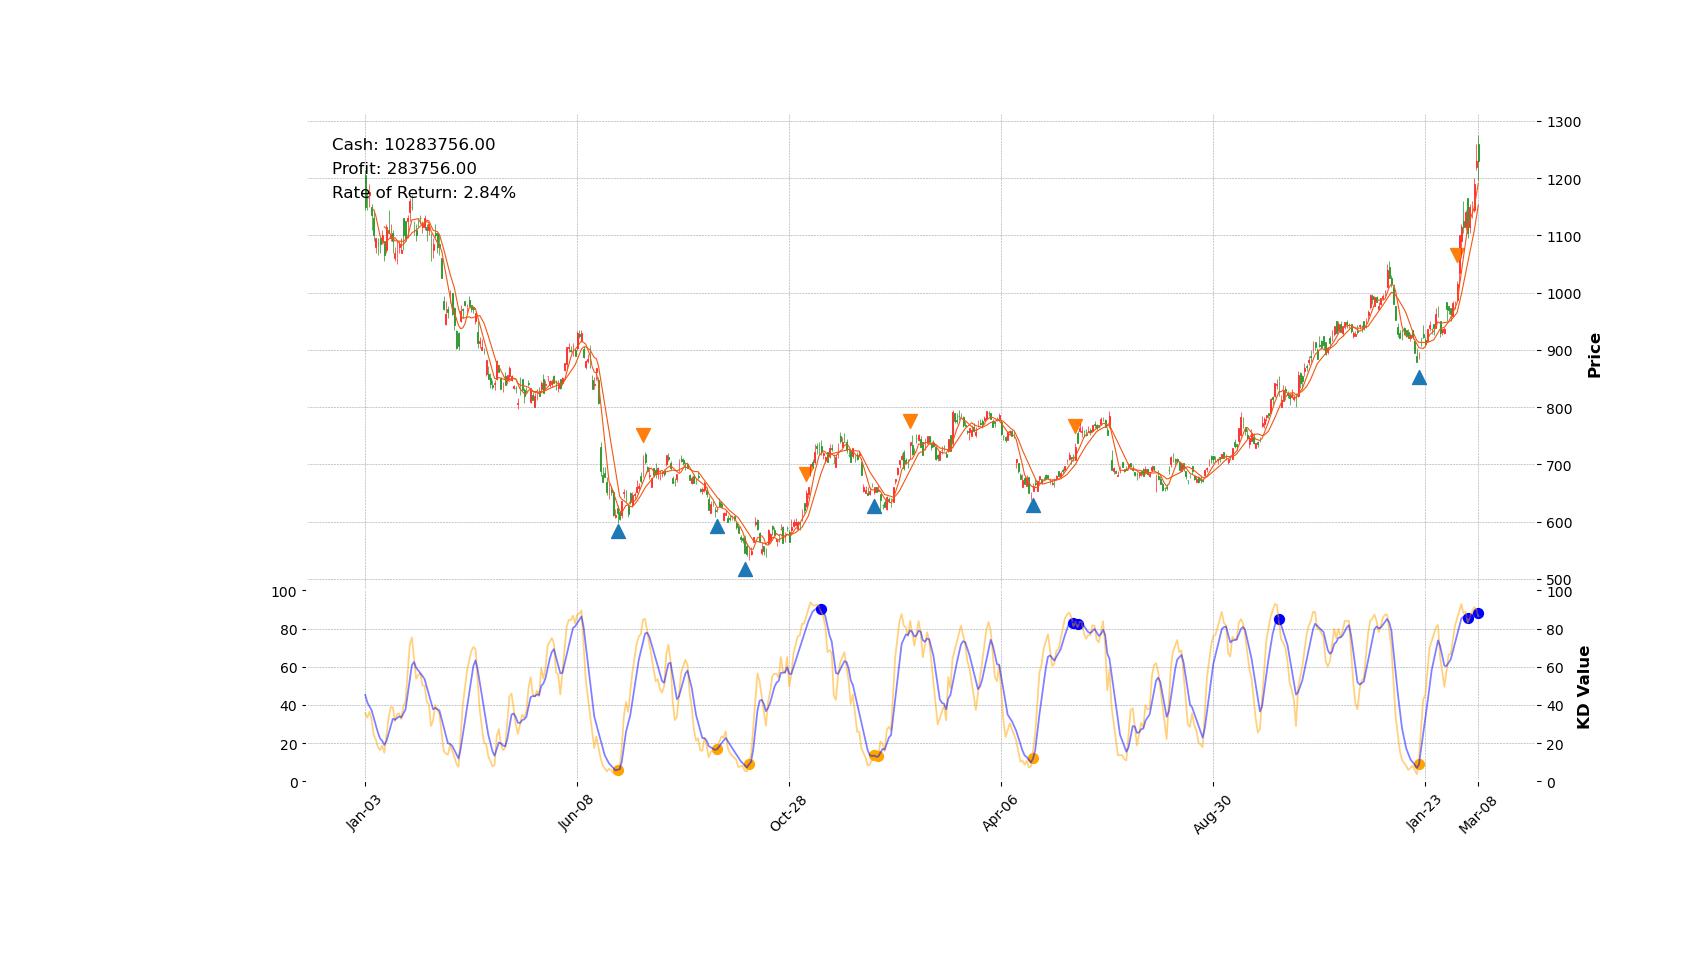 Cash: 10283756.00
Profit: 283756.00
Rate of Return: 2.84%
1300
1200
1100
1000
900
800
700
600
500
Price
100
80
60
40
20
0
100
80
60
40
20
0
KD Value
Jan-03
Jun-08
Oct-28
Apr-06
Aug-30
Jan-23
Mar-08